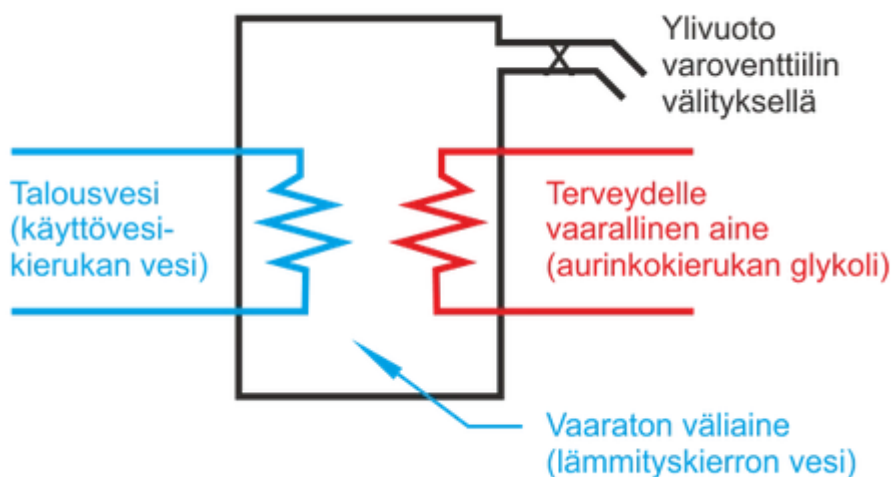 Ylivuoto
varoventtiilin
välityksellä
Talousvesi
(käyttövesi-
kierukan vesi)
Terveydelle
vaarallinen aine
(aurinkokierukan glykoli)
Vaaraton väliaine
(lämmityskierron vesi)